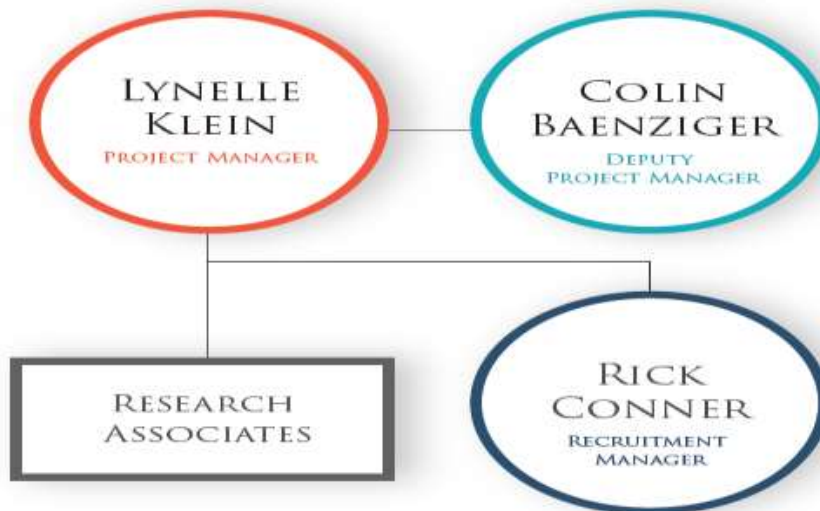 LYNELLE
KLEIN
PROJECT MANAGER
COLIN
BAENZIGER
DEPUTY
PROJECT MANAGER
RESEARCH
ASSOCIATES
RICK
CONNER
RECRUITMENT
MANAGER